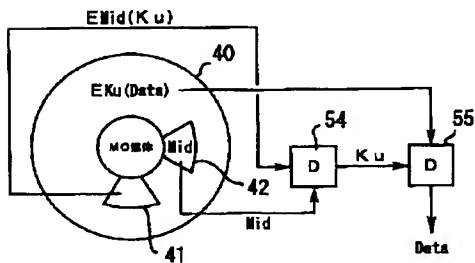 EMid(Ku)
40
EKu(Data)
54
55
MO媒体
Mid
D
Ku
D
42
Mid
41
Data